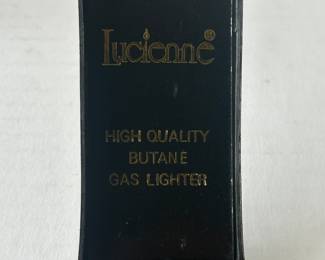 Lucienne®
HIGH QUALITY
BUTANE
GAS LIGHTER